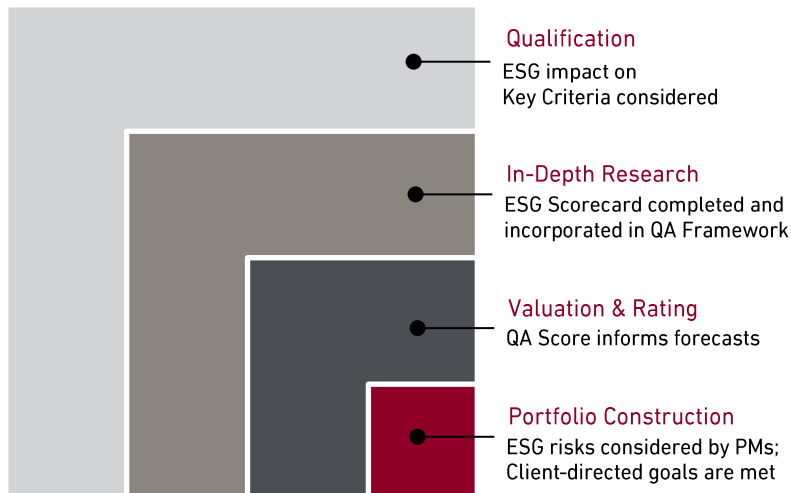 Qualification
ESG impact on
Key Criteria considered
In-Depth Research
ESG Scorecard completed and
incorporated in QA Framework
Valuation & Rating
QA Score informs forecasts
Portfolio Construction
ESG risks considered by PMs;
Client-directed goals are met